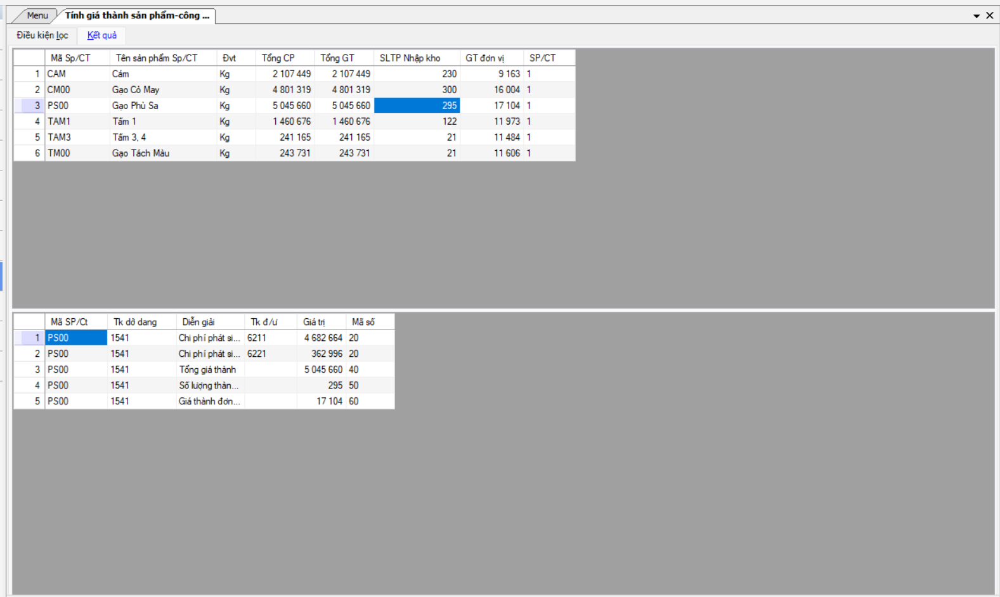 Menu Tính giá thành sản phẩm-công ...
Điều kiện lọc Kết quả
Mã Sp/CT Tên sản phẩm Sp/CT Đvt Tổng CP Tổng GT SLTP Nhập kho GT đơn vị SP/CT
1 CAM Cám Kg 2 107 449 2 107 449 230 9 163 1
2 CM00 Gạo Cỏ May Kg 4 801 319 4 801 319 300 16 004 1
3 PS00 Gạo Phù Sa Kg 5 045 660 5 045 660 295 17 104 1
4 TAM1 Tấm 1 Kg 1 460 676 1 460 676 122 11 973 1
5 TAM3 Tấm 3, 4 Kg 241 165 241 165 21 11 484 1
6 TM00 Gạo Tách Màu Kg 243 731 243 731 21 11 606 1
Mã SP/Ct Tk dở dang Diễn giải Tk đ/ư Giá trị Mã số
1 PS00 1541 Chi phí phát si... 6211 4 682 664 20
2 PS00 1541 Chi phí phát si... 6221 362 996 20
3 PS00 1541 Tổng giá thành 5 045 660 40
4 PS00 1541 Số lượng thàn... 295 50
5 PS00 1541 Giá thành đơn... 17 104 60